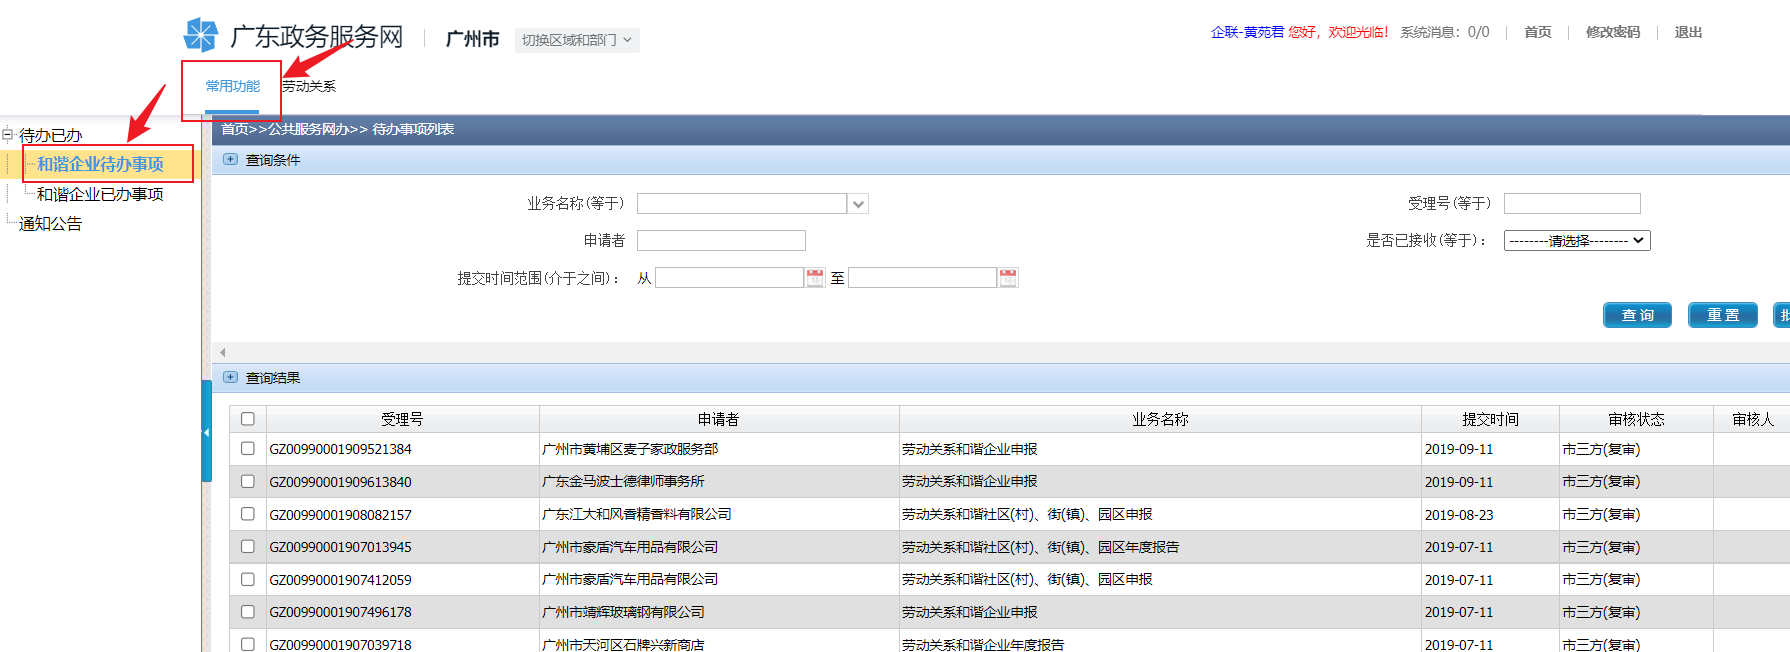 广东政务服务网 广州市 切换区域和部门 企联-黄苑君 您好，欢迎光临！ 系统消息：0/0 首页 修改密码 退出
常用功能 劳动关系
待办已办
和谐企业待办事项
和谐企业已办事项
通知公告
首页>>公共服务网办>> 待办事项列表
查询条件
业务名称(等于) 受理号(等于)
申请者 是否已接收(等于)： --------请选择--------
提交时间范围(介于之间)： 从 至
查 询 重 置
查询结果
受理号 申请者 业务名称 提交时间 审核状态 审核人
GZ00990001909521384 广州市黄埔区麦子家政服务部 劳动关系和谐企业申报 2019-09-11 市三方(复审)
GZ00990001909613840 广东金马波士德律师事务所 劳动关系和谐企业申报 2019-09-11 市三方(复审)
GZ00990001908082157 广东江大和风香精香料有限公司 劳动关系和谐社区(村)、街(镇)、园区申报 2019-08-23 市三方(复审)
GZ00990001907013945 广州市豪盾汽车用品有限公司 劳动关系和谐社区(村)、街(镇)、园区年度报告 2019-07-11 市三方(复审)
GZ00990001907412059 广州市豪盾汽车用品有限公司 劳动关系和谐社区(村)、街(镇)、园区申报 2019-07-11 市三方(复审)
GZ00990001907496178 广州市靖辉玻璃钢有限公司 劳动关系和谐企业申报 2019-07-11 市三方(复审)
GZ00990001907039718 广州市天河区石牌兴新商店 劳动关系和谐企业年度报告 2019-07-11 市三方(复审)